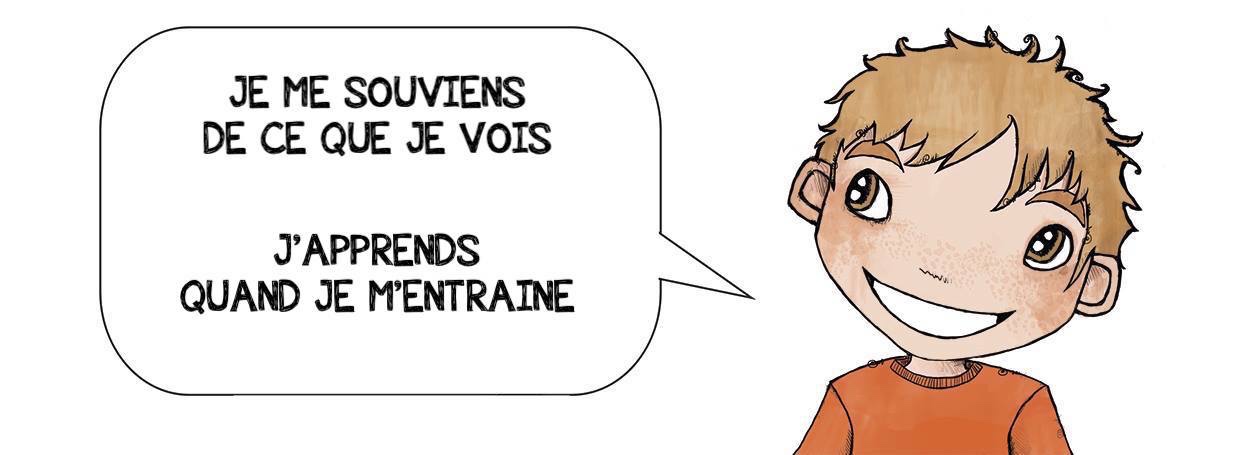 JE ME SOUVIENS
DE CE QUE JE VOIS
J'APPRENDS
QUAND JE M'ENTRAINE